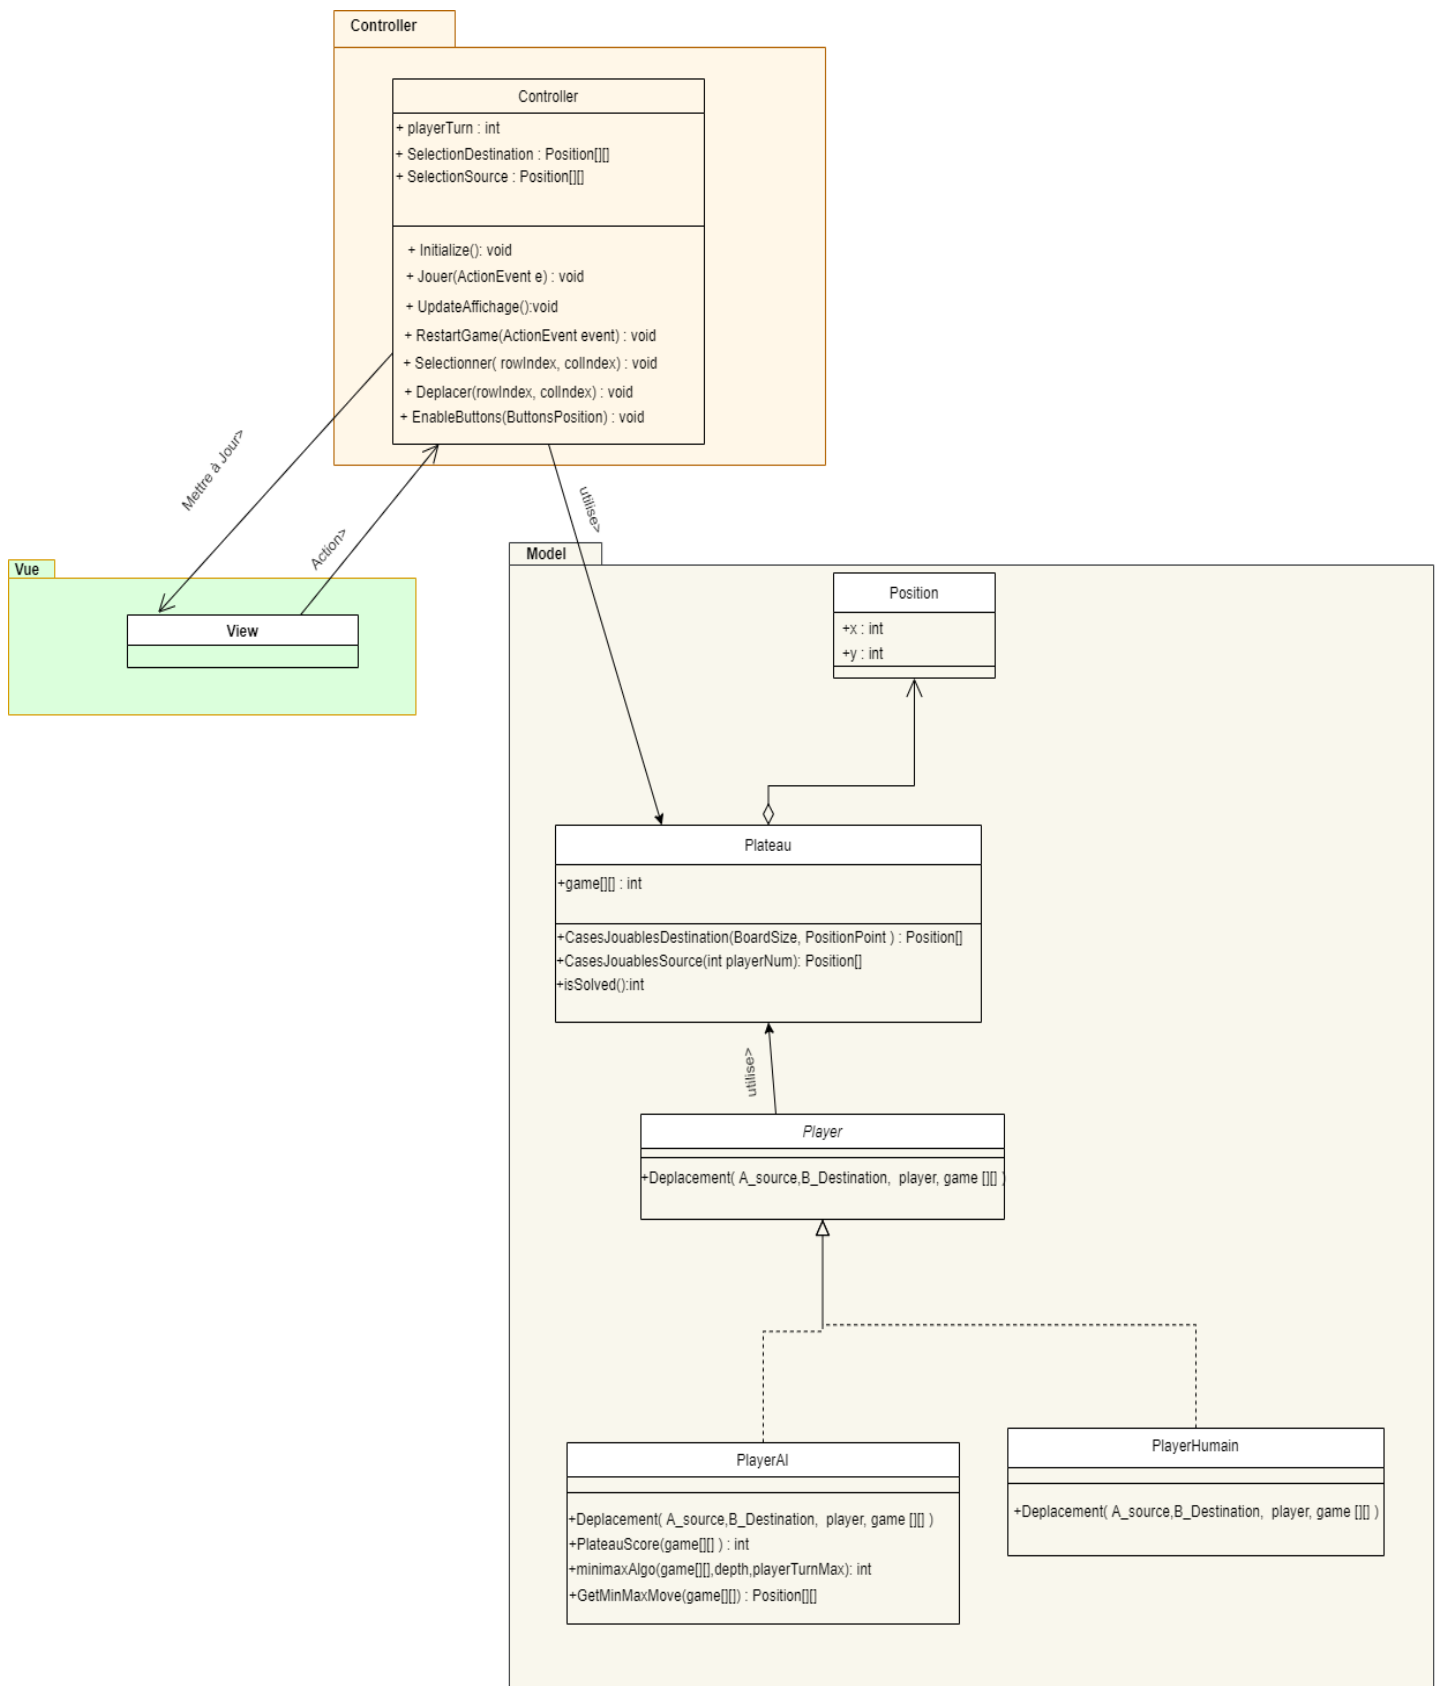 Controller
Controller
+ playerTurn : int
+ SelectionDestination : Position[][]
+ SelectionSource : Position[][]
+ Initialize(): void
+ Jouer(ActionEvent e) : void
+ UpdateAffichage():void
+ RestartGame(ActionEvent event) : void
+ Selectionner( rowIndex, colIndex) : void
+ Deplacer(rowIndex, colIndex) : void
+ EnableButtons(ButtonsPosition) : void
Mettre à Jour>
Action>
utilise>
Vue
View
Model
Position
+x : int
+y : int
Plateau
+game[][] : int
+CasesJouablesDestination(BoardSize, PositionPoint ) : Position[]
+CasesJouablesSource(int playerNum): Position[]
+isSolved():int
utilise>
Player
+Deplacement( A_source,B_Destination,  player, game [][] )
PlayerAI
+Deplacement( A_source,B_Destination,  player, game [][] )
+PlateauScore(game[][] ) : int
+minimaxAlgo(game[][],depth,playerTurnMax): int
+GetMinMaxMove(game[][]) : Position[][]
PlayerHumain
+Deplacement( A_source,B_Destination,  player, game [][] )